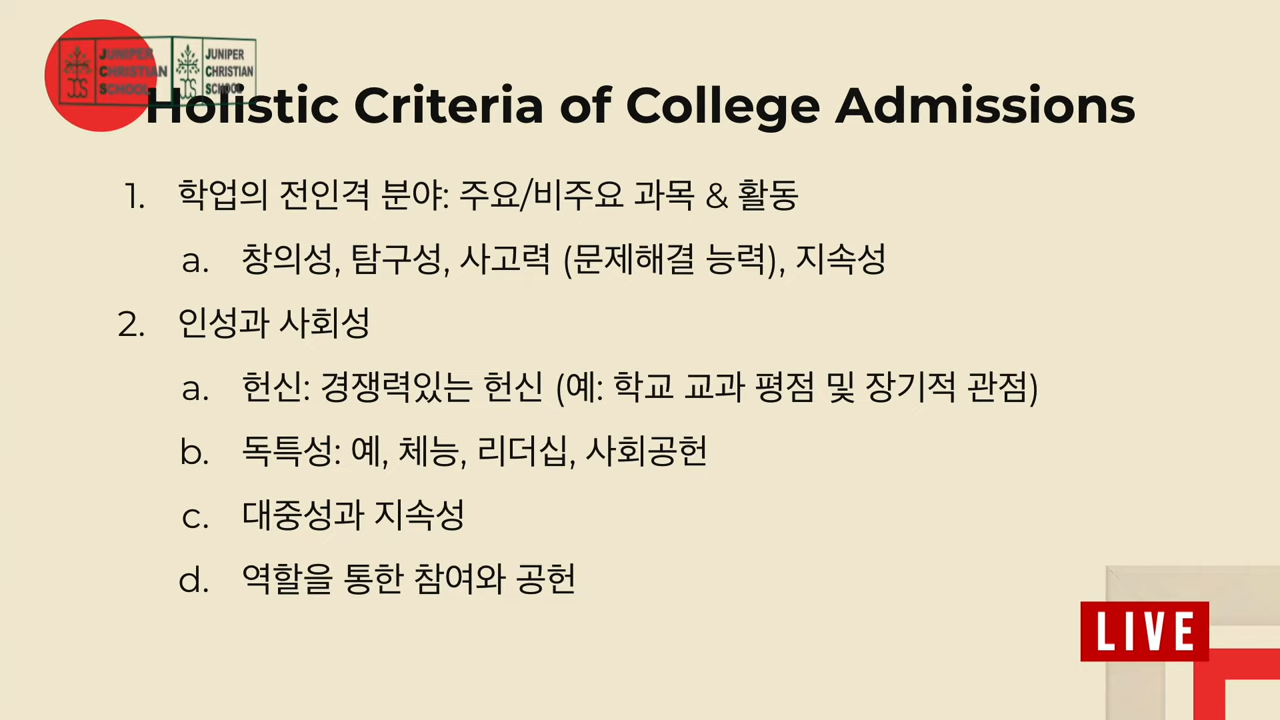 JUNIPER
CHRISTIAN
SCHOOL
JCS
JUNIPER
CHRISTIAN
SCHOOL
JCS
Holistic Criteria of College Admissions
1. 학업의 전인격 분야: 주요/비주요 과목 & 활동
a. 창의성, 탐구성, 사고력 (문제해결 능력), 지속성
2. 인성과 사회성
a. 헌신: 경쟁력있는 헌신 (예: 학교 교과 평점 및 장기적 관점)
b. 독특성: 예, 체능, 리더십, 사회공헌
c. 대중성과 지속성
d. 역할을 통한 참여와 공헌
LIVE